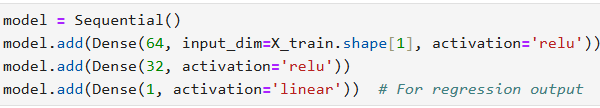 model = Sequential()
model.add(Dense(64, input_dim=X_train.shape[1], activation='relu'))
model.add(Dense(32, activation='relu'))
model.add(Dense(1, activation='linear'))  # For regression output